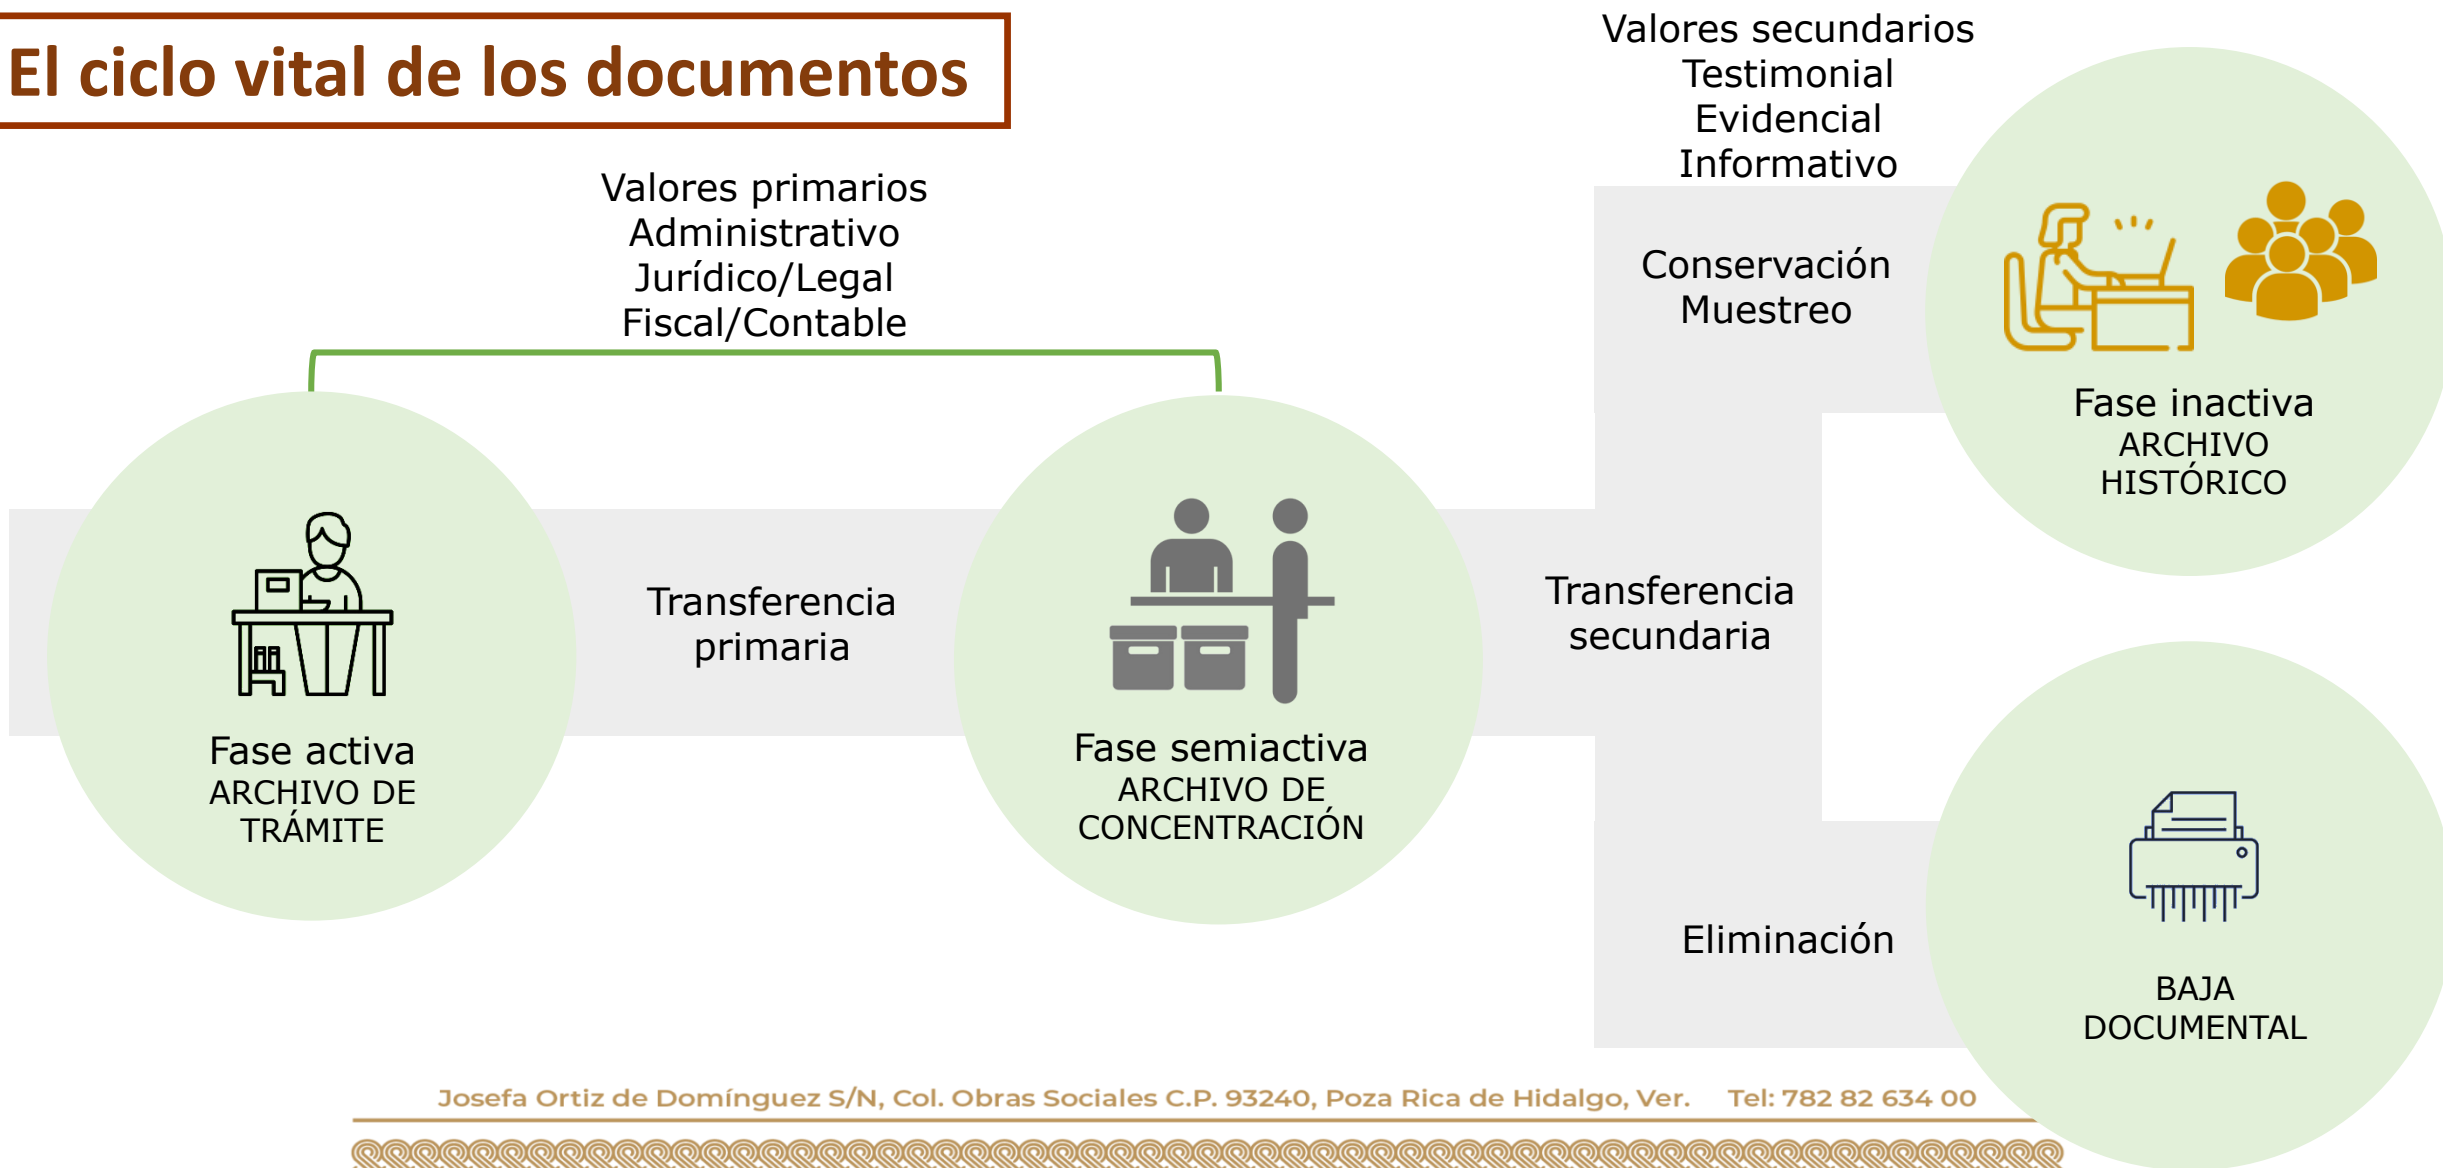 El ciclo vital de los documentos
Valores primarios
Administrativo
Jurídico/Legal
Fiscal/Contable
Valores secundarios
Testimonial
Evidencial
Informativo
Conservación
Muestreo
Fase inactiva
ARCHIVO
HISTÓRICO
Fase activa
ARCHIVO DE
TRÁMITE
Transferencia
primaria
Fase semiactiva
ARCHIVO DE
CONCENTRACIÓN
Transferencia
secundaria
Eliminación
BAJA
DOCUMENTAL
Josefa Ortiz de Domínguez S/N, Col. Obras Sociales C.P. 93240, Poza Rica de Hidalgo, Ver. Tel: 782 82 634 00